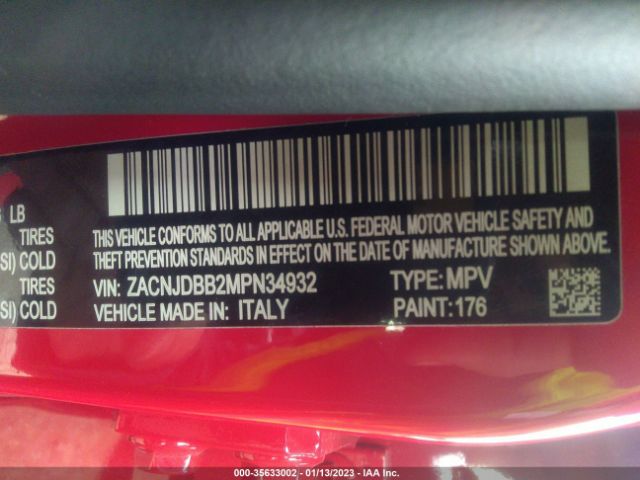 LB
TIRES
SI) COLD
TIRES
SI) COLD
THIS VEHICLE CONFORMS TO ALL APPLICABLE U.S. FEDERAL MOTOR VEHICLE SAFETY AND
THEFT PREVENTION STANDARDS IN EFFECT ON THE DATE OF MANUFACTURE SHOWN ABOVE.
VIN: ZACNJDBB2MPN34932 TYPE: MPV
VEHICLE MADE IN: ITALY PAINT: 176
000-35633002 - 01/13/2023 - IAA Inc.